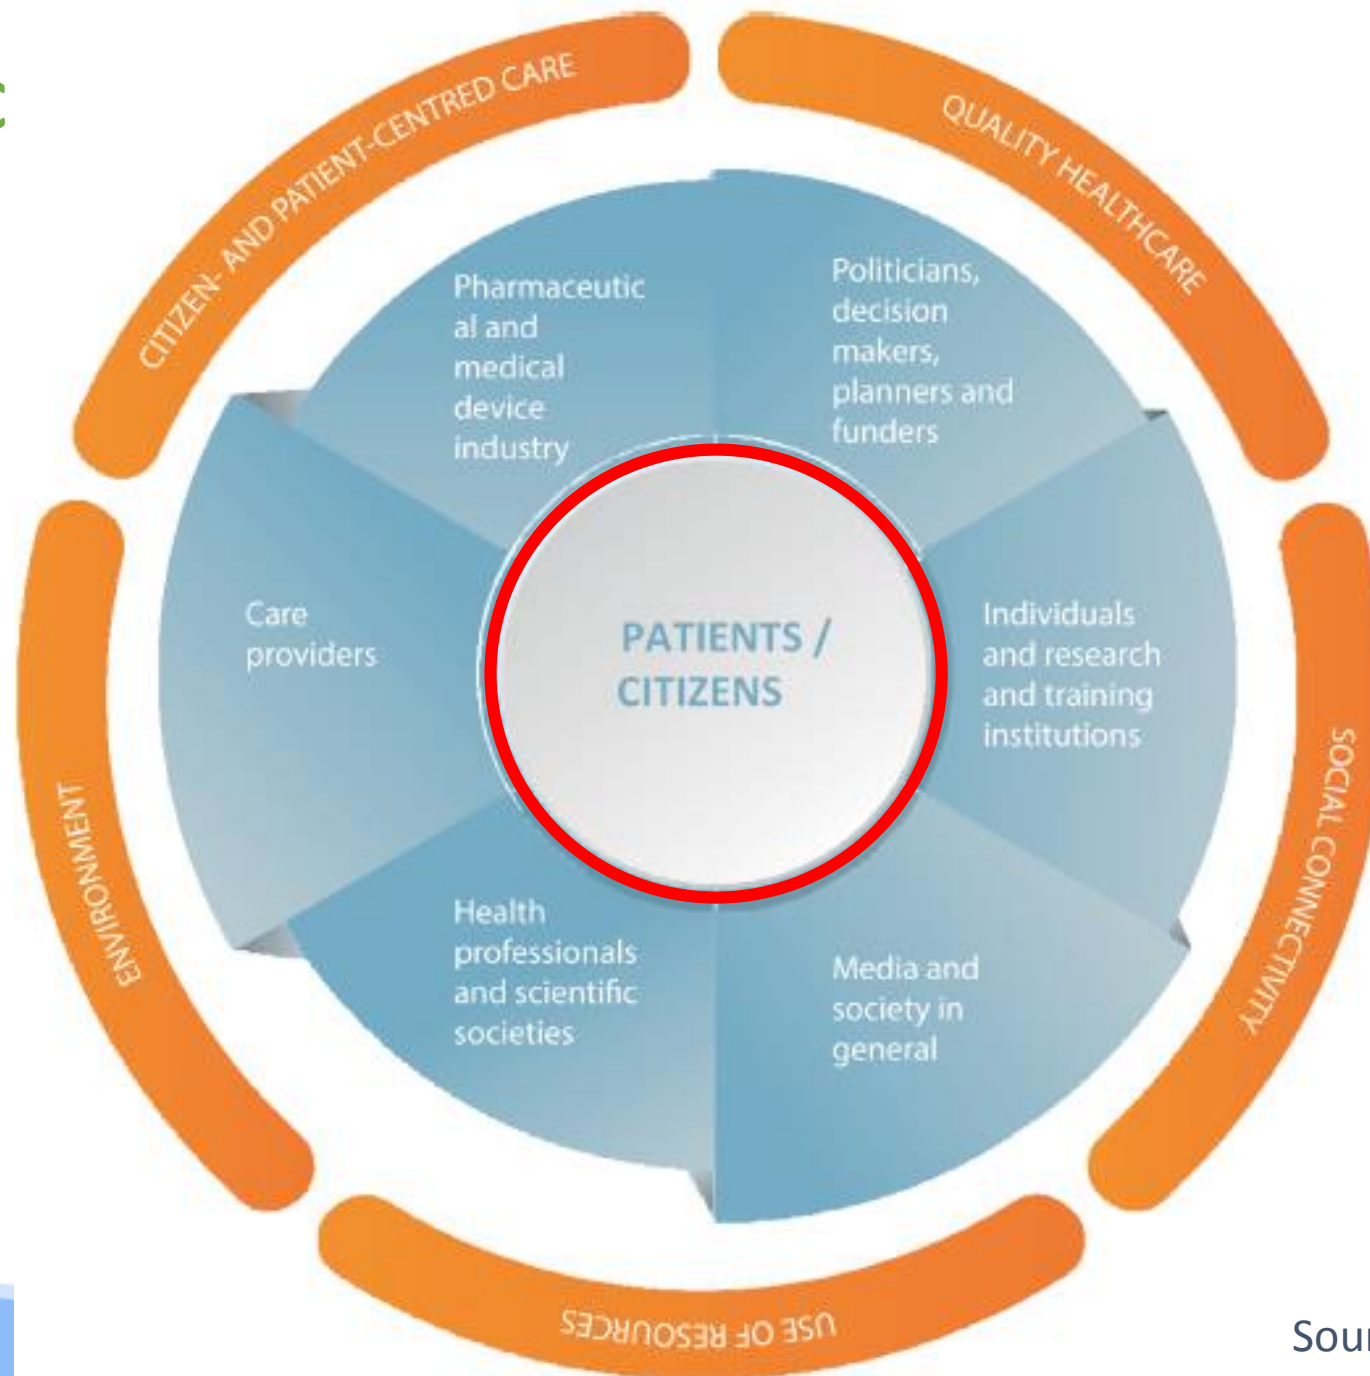 C
CITIZEN- AND PATIENT-CENTRED CARE
QUALITY HEALTHCARE
Pharmaceutic
al and
medical
device
industry
Politicians,
decision
makers,
planners and
funders
Care
providers
PATIENTS /
CITIZENS
Individuals
and research
and training
institutions
Health
professionals
and scientific
societies
Media and
society in
general
ENVIRONMENT
SOCIAL CONNECTIVITY
USE OF RESOURCES
Sour